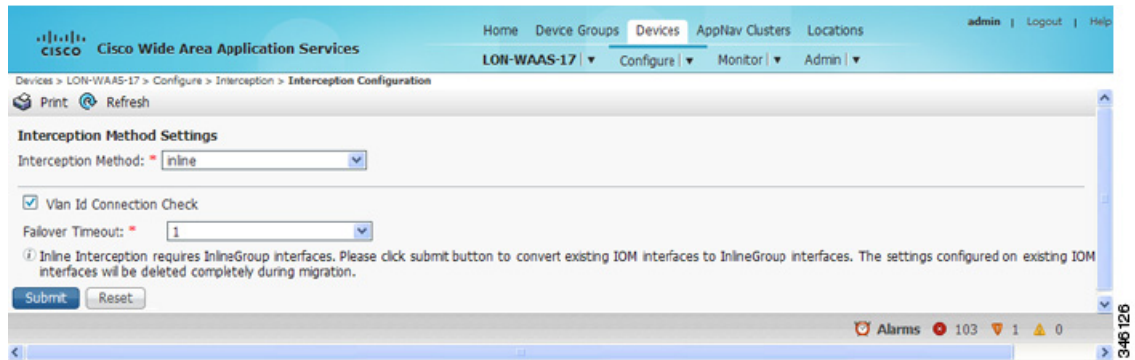 Home Device Groups Devices AppNav Clusters Locations
admin | Logout | Help
CISCO Cisco Wide Area Application Services
LON-WAAS-17 Configure Monitor Admin
Devices > LON-WAAS-17 > Configure > Interception > Interception Configuration
Print Refresh
Interception Method Settings
Interception Method: * inline
Vlan Id Connection Check
Failover Timeout: * 1
Inline Interception requires InlineGroup interfaces. Please click submit button to convert existing IOM interfaces to InlineGroup interfaces. The settings configured on existing IOM
interfaces will be deleted completely during migration.
Submit Reset
Alarms 103 1 0
346126